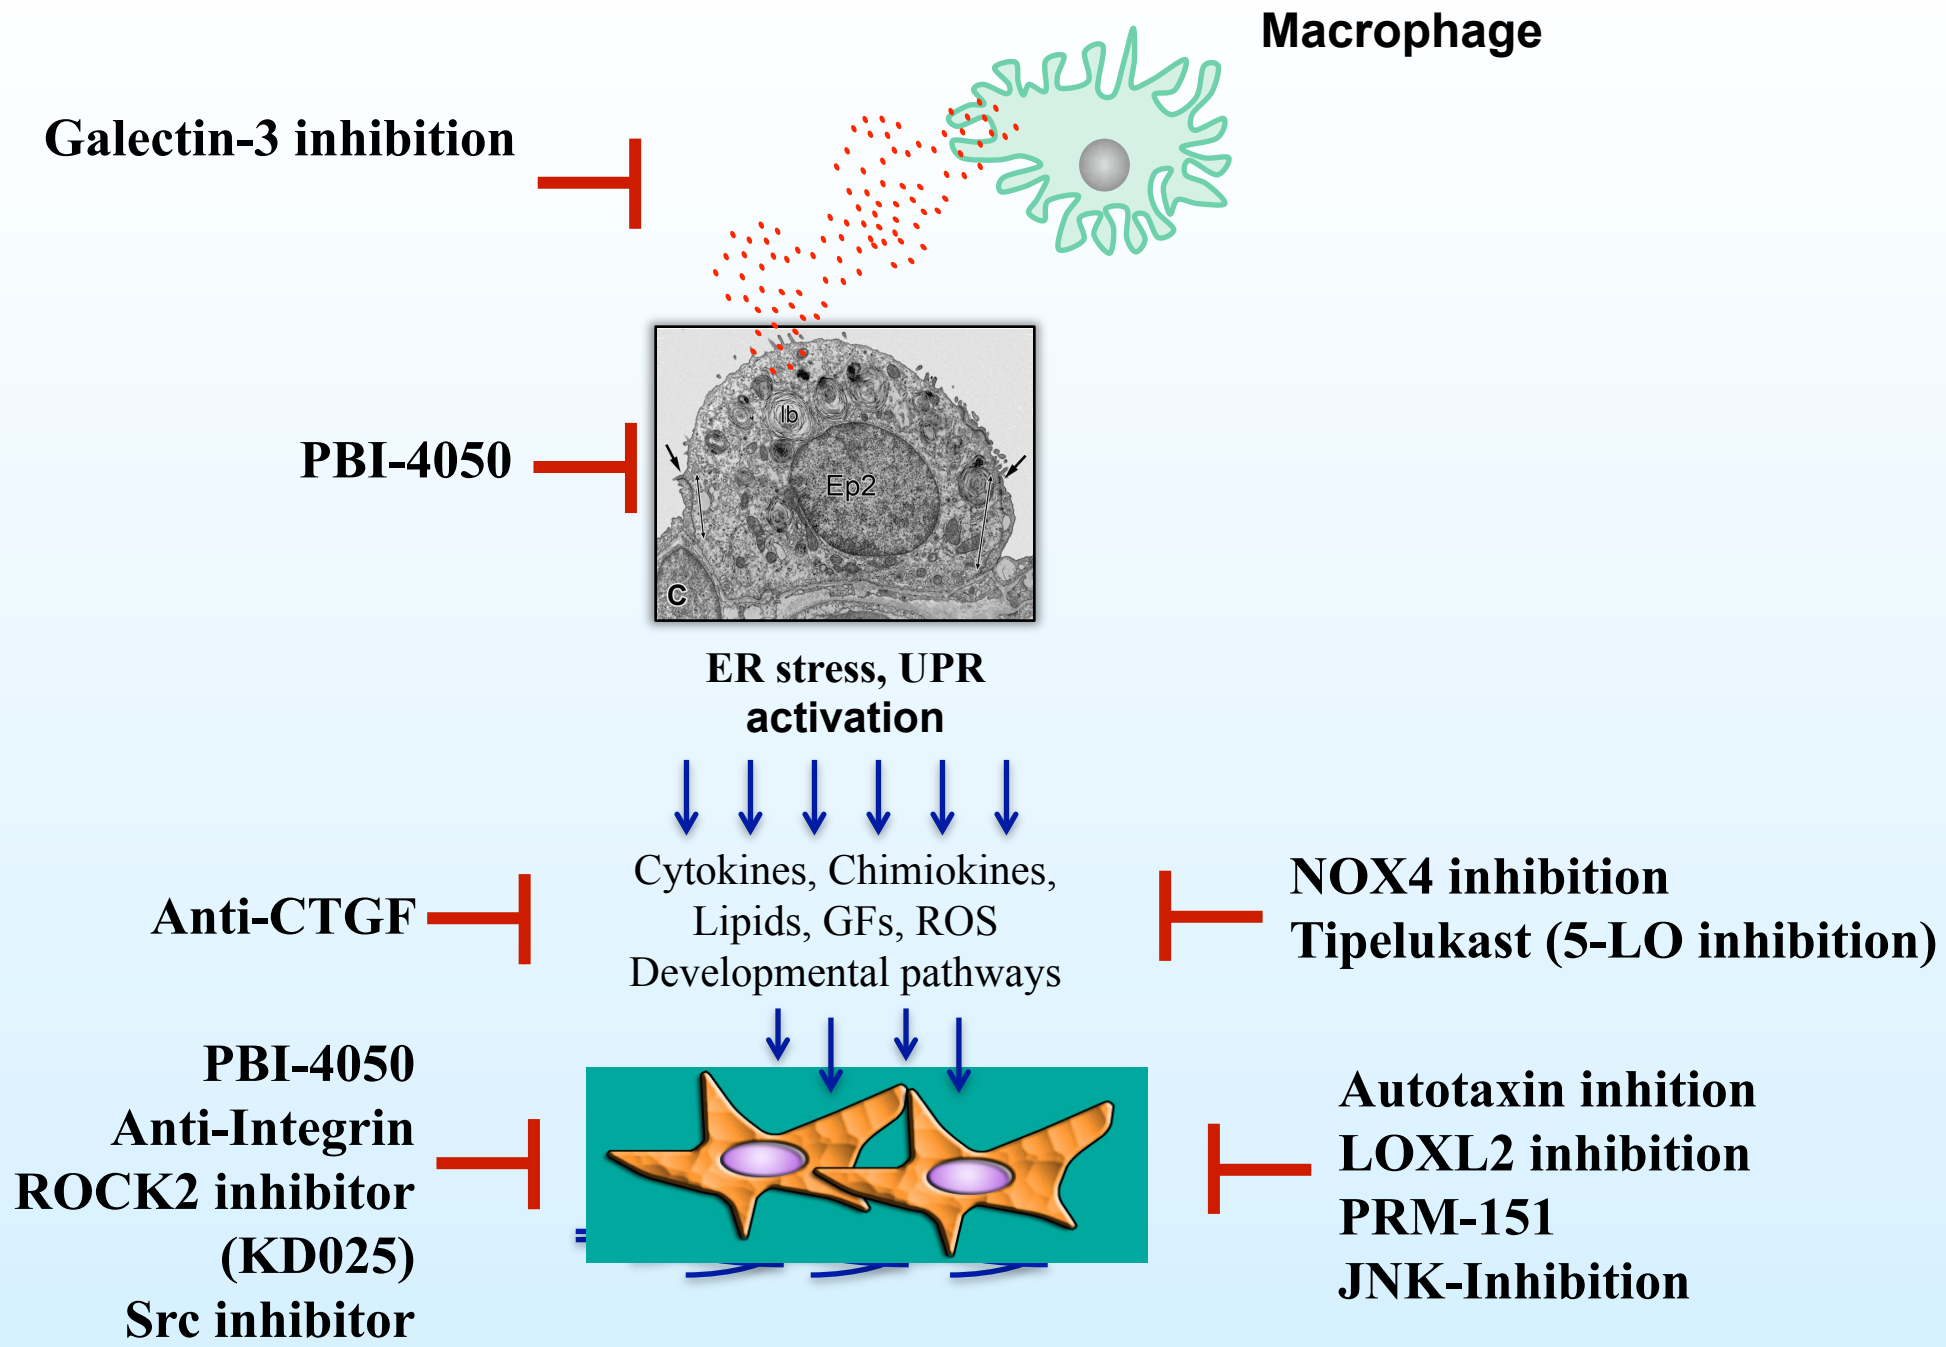 Macrophage
Galectin-3 inhibition
PBI-4050
lb
Ep2
C
ER stress, UPR
activation
Cytokines, Chimiokines,
Lipids, GFs, ROS
Developmental pathways
Anti-CTGF
NOX4 inhibition
Tipelukast (5-LO inhibition)
PBI-4050
Anti-Integrin
ROCK2 inhibitor
(KD025)
Src inhibitor
Autotaxin inhition
LOXL2 inhibition
PRM-151
JNK-Inhibition